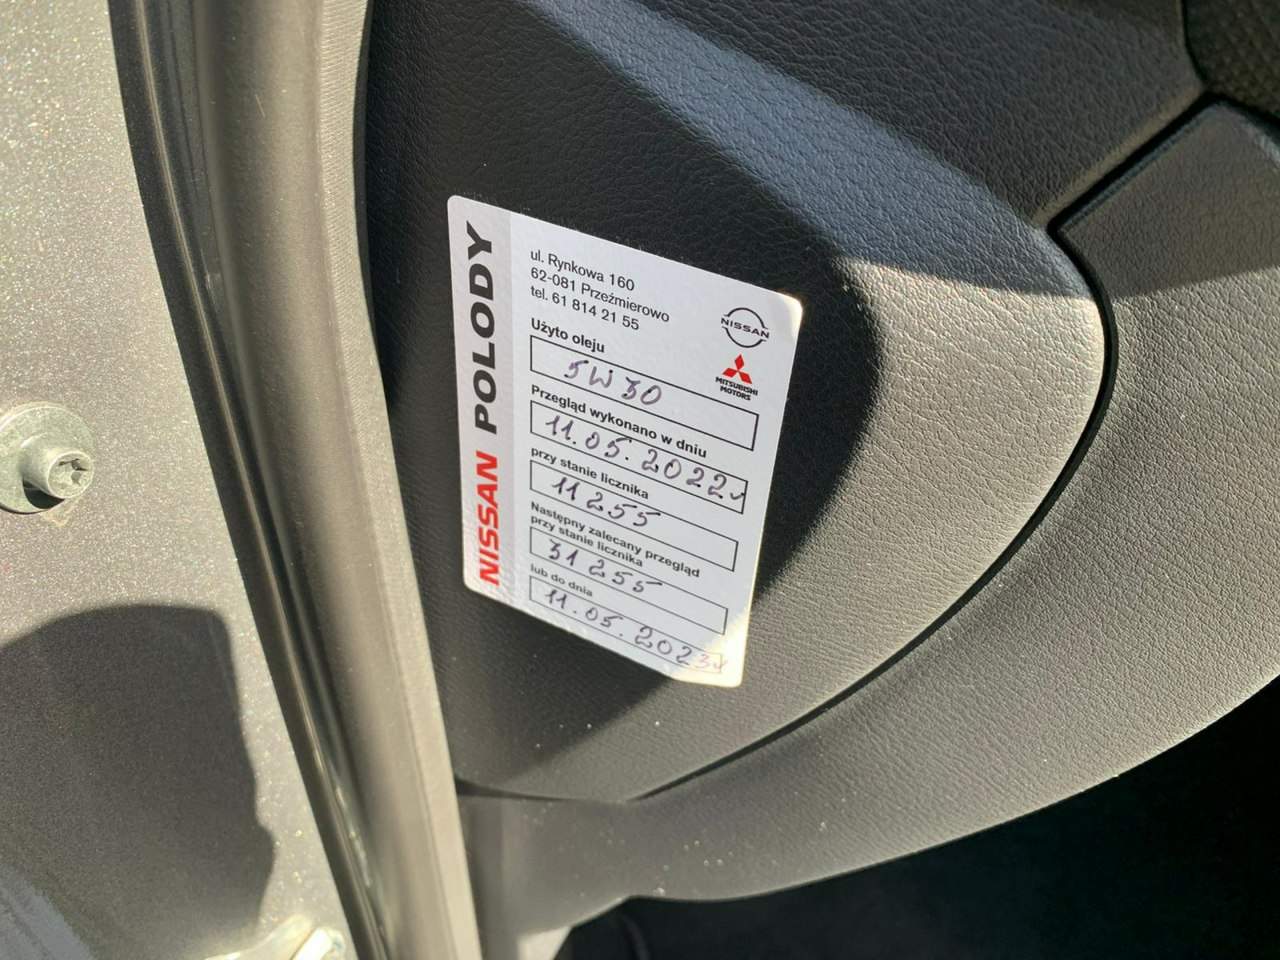 NISSAN POLODY
ul. Rynkowa 160
62-081 Przeźmierowo
tel. 61 814 21 55
NISSAN
MITSUBISHI
MOTORS
Użyto oleju
5W30
Przegląd wykonano w dniu
11.05.2022
przy stanie licznika
11255
Następny zalecany przegląd
przy stanie licznika
31255
lub do dnia
11.05.2023